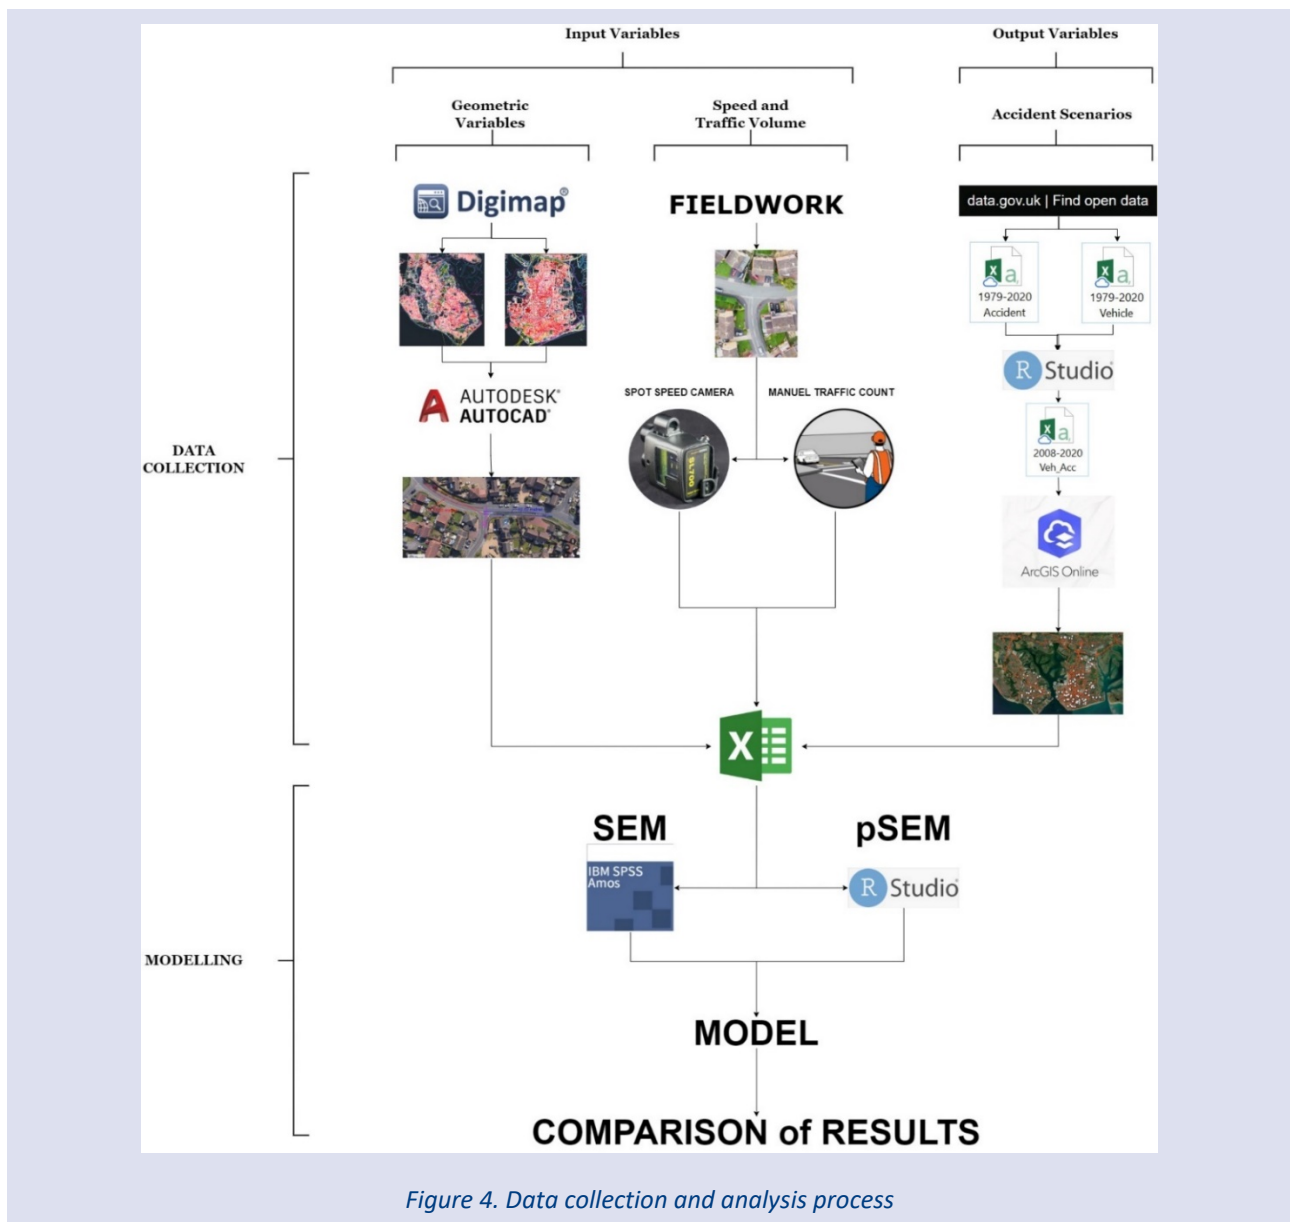 Input Variables
Output Variables
Geometric
Variables
Speed and
Traffic Volume
Accident Scenarios
Digimap®
FIELDWORK
data.gov.uk | Find open data
1979-2020
Accident
1979-2020
Vehicle
R Studio
AUTODESK®
AUTOCAD®
SPOT SPEED CAMERA
MANUEL TRAFFIC COUNT
SL700
2008-2020
Veh_Acc
DATA
COLLECTION
ArcGIS Online
SEM
pSEM
IBM SPSS
Amos
R Studio
MODELLING
MODEL
COMPARISON of RESULTS
Figure 4. Data collection and analysis process